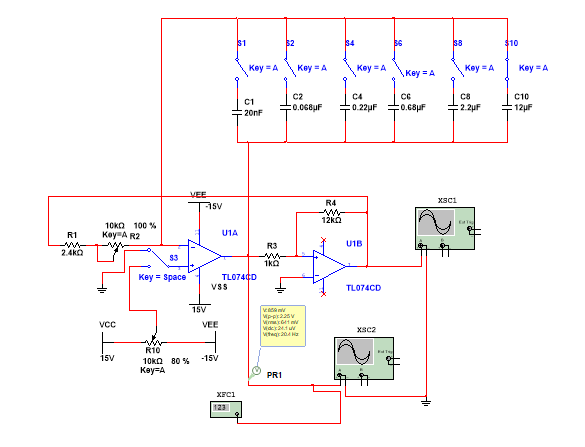 S1 S2 S4 S6 S8 S10
Key = A Key = A Key = A Key = A Key = A Key = A
C1 C2 C4 C6 C8 C10
20nF 0.068µF 0.22µF 0.68µF 2.2µF 12µF
VEE
-15V
R4
12kΩ
XSC1
Ext Trig
A B
R1
2.4kΩ
10kΩ 100 %
Key=A R2
S3
Key = Space
U1A
TL074CD
VSS
15V
R3
1kΩ
U1B
TL074CD
VCC
15V
VEE
-15V
R10
10kΩ 80 %
Key=A
V: 859 mV
V(p-p): 2.25 V
V(rms): 641 mV
V(dc): 24.1 uV
V(freq): 20.4 Hz
V
PR1
XSC2
Ext Trig
A B
XFC1
123